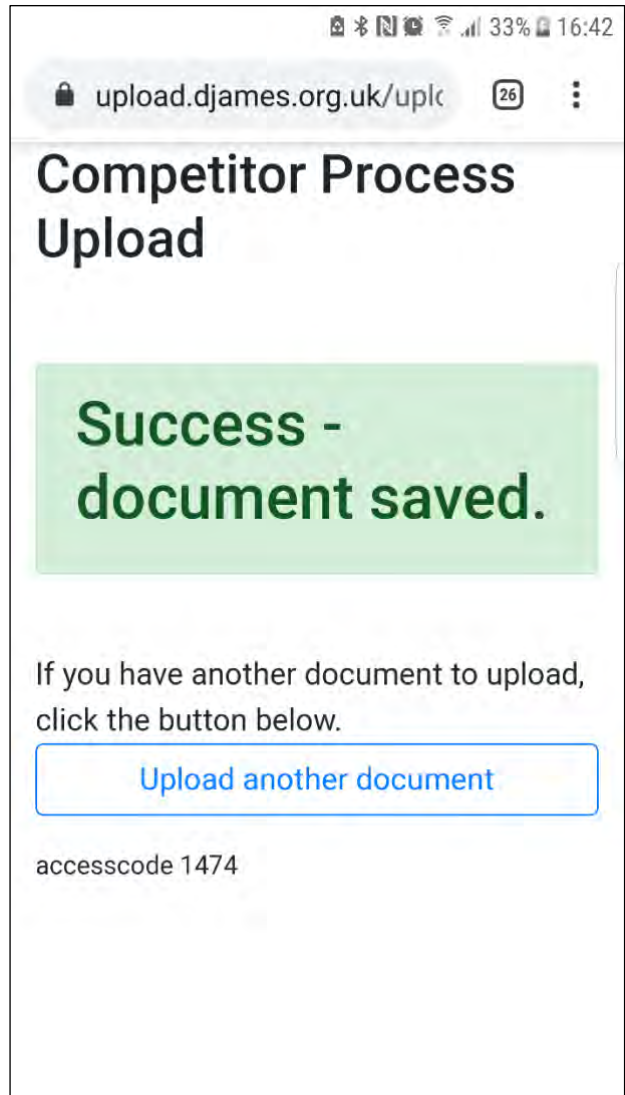 33% 16:42
upload.djames.org.uk/uplo 26
Competitor Process
Upload
Success -
document saved.
If you have another document to upload,
click the button below.
Upload another document
accesscode 1474